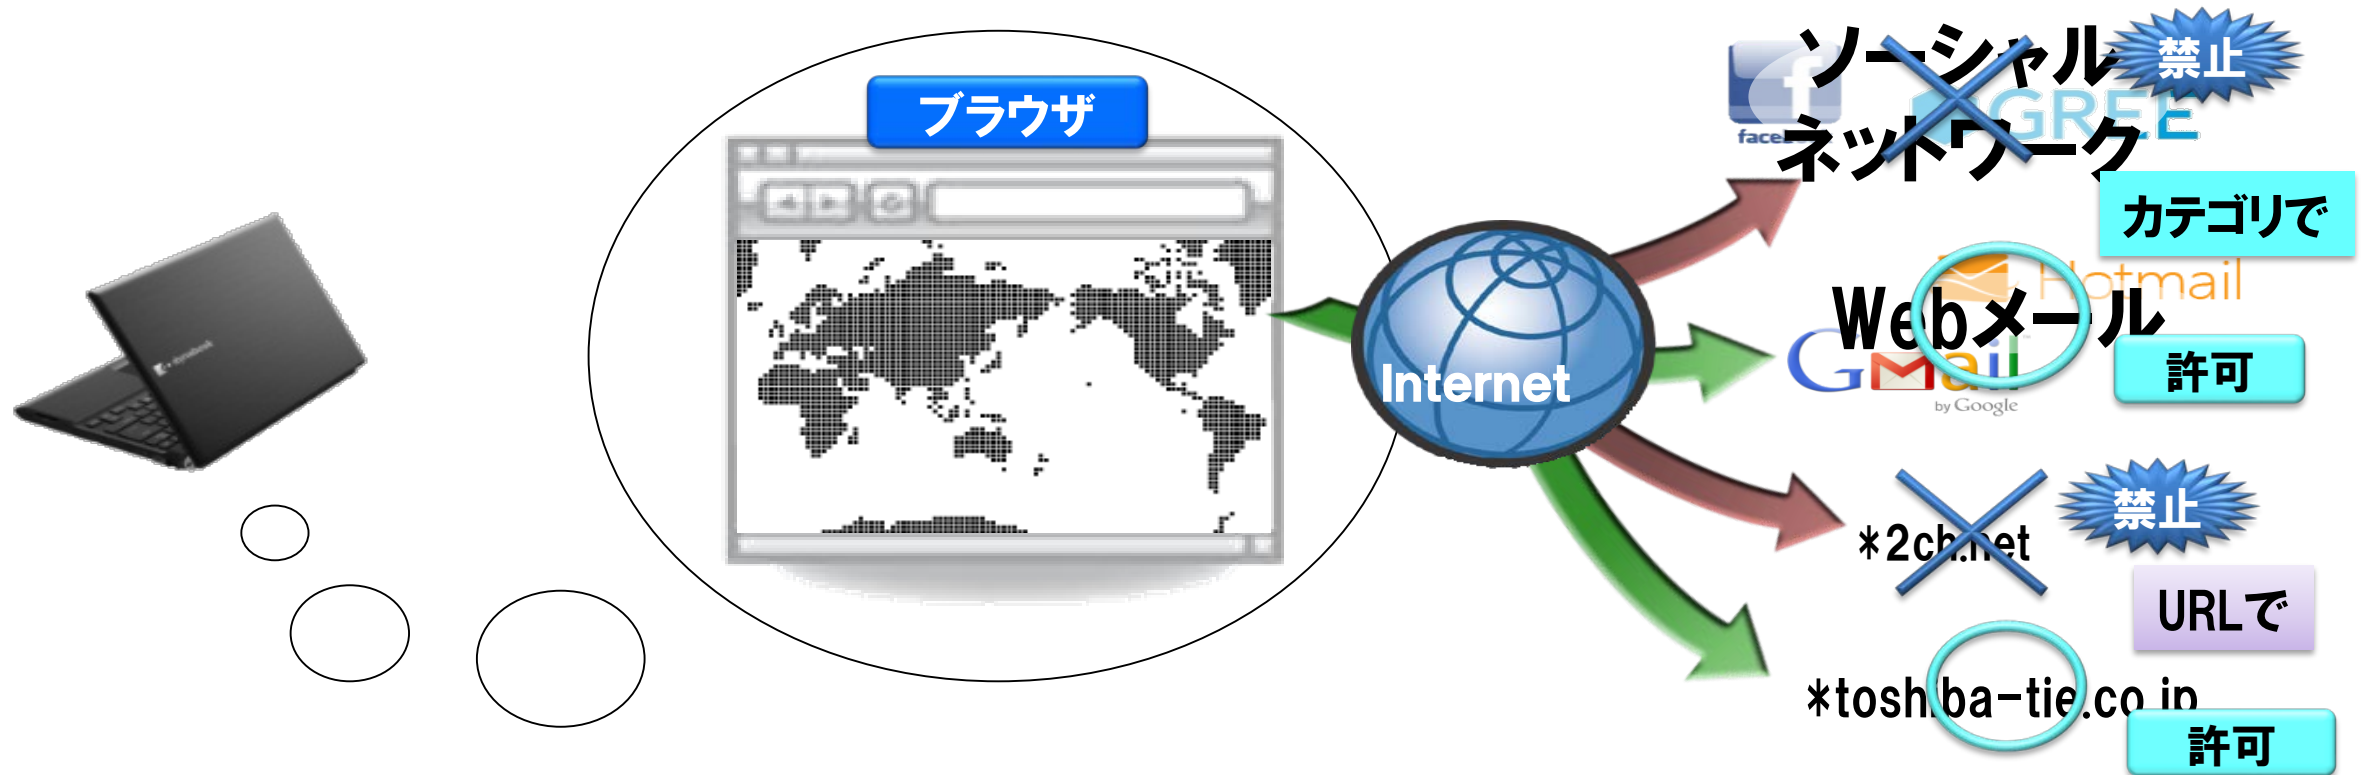 ブラウザ
dynabook
Internet
ソーシャル
ネットワーク
禁止
GREE
カテゴリで
Hotmail
Webメール
Gmail
by Google
許可
*2ch.net
禁止
URLで
*toshiba-tie.co.jp
許可